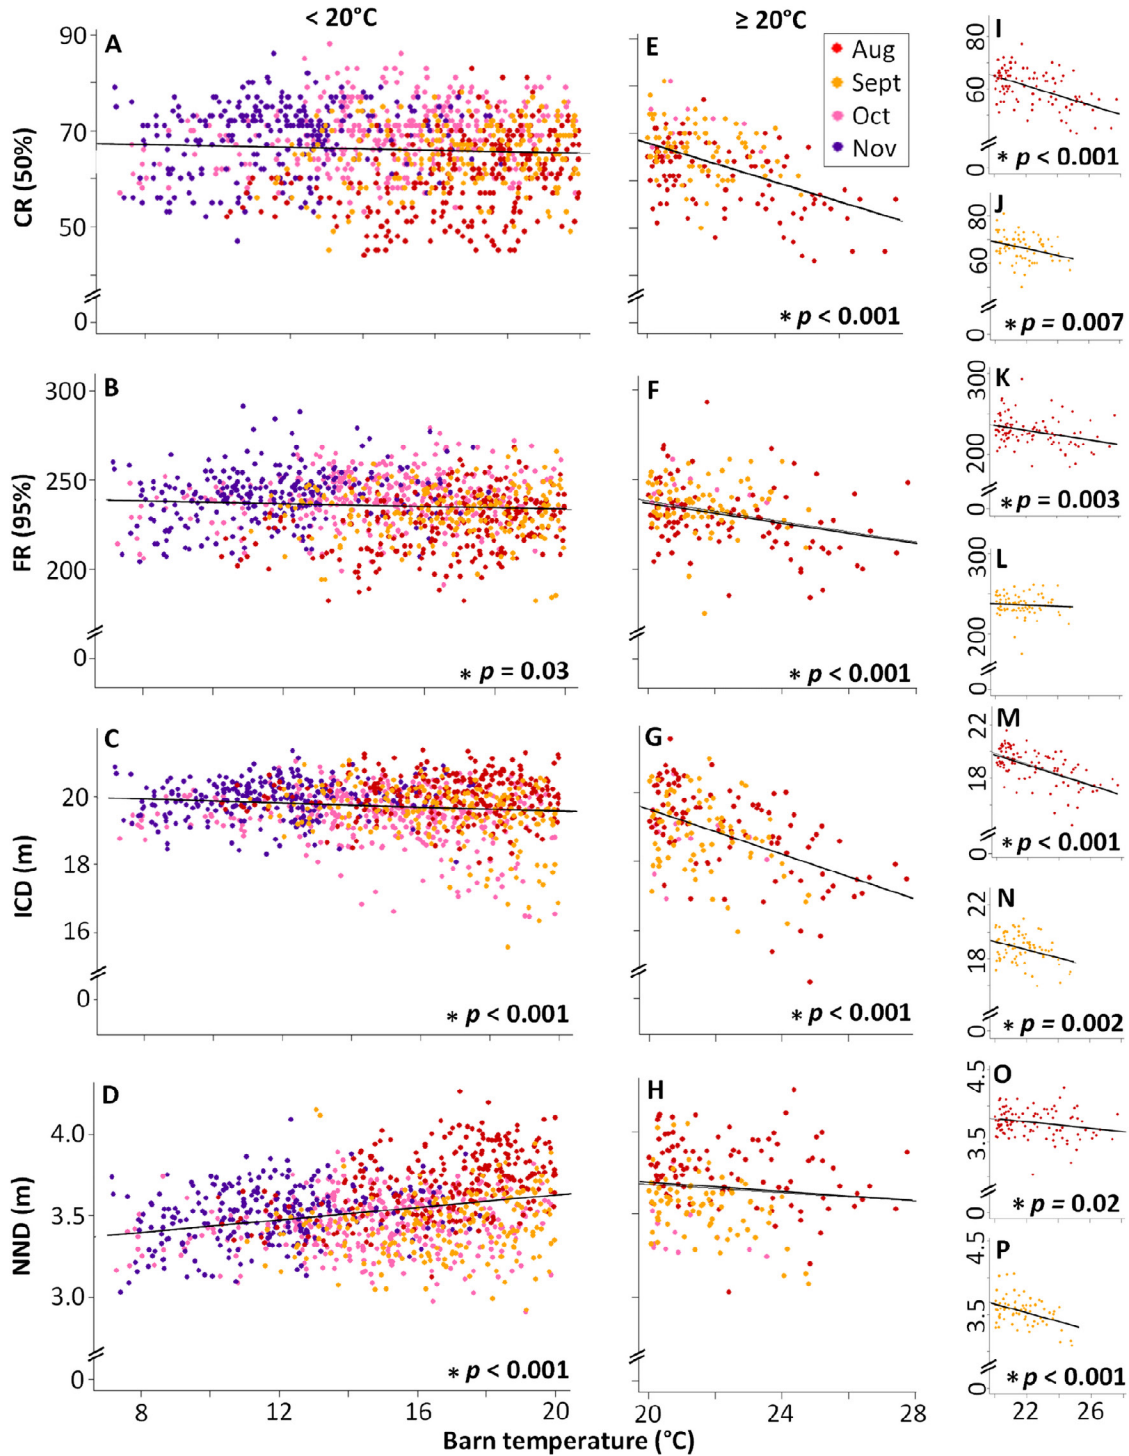 < 20°C
≥ 20°C
A
CR (50%)
90
70
50
0
E
Aug
Sept
Oct
Nov
* p < 0.001
I
80
60
0
* p < 0.001
J
80
60
0
* p = 0.007
B
FR (95%)
300
250
200
0
* p = 0.03
F
* p < 0.001
K
300
200
0
* p = 0.003
L
300
200
0
C
ICD (m)
20
18
16
0
* p < 0.001
G
* p < 0.001
M
22
18
0
* p < 0.001
N
22
18
0
* p = 0.002
D
NND (m)
4.0
3.5
3.0
0
* p < 0.001
H
O
4.5
3.5
0
* p = 0.02
P
4.5
3.5
0
* p < 0.001
8 12 16 20
20 24 28
22 26
Barn temperature (°C)